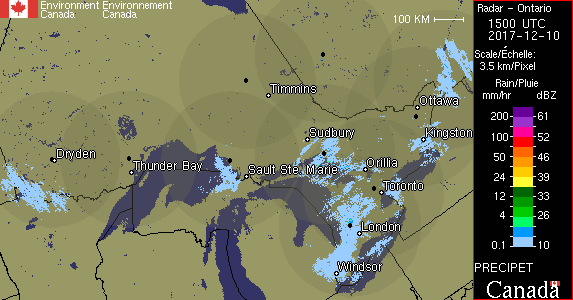 Environment Environnement
Canada Canada
100 KM
Timmins
Ottawa
Sudbury
Kingston
Dryden
Thunder Bay
Sault Ste. Marie
Orillia
Toronto
London
Windsor
Radar - Ontario
1500 UTC
2017-12-10
Scale/Échelle:
3.5 km/Pixel
Rain/Pluie
mm/hr dBZ
200 61
100 52
50 46
24 39
12 33
4 26
0.1 10
PRECIPET
Canada